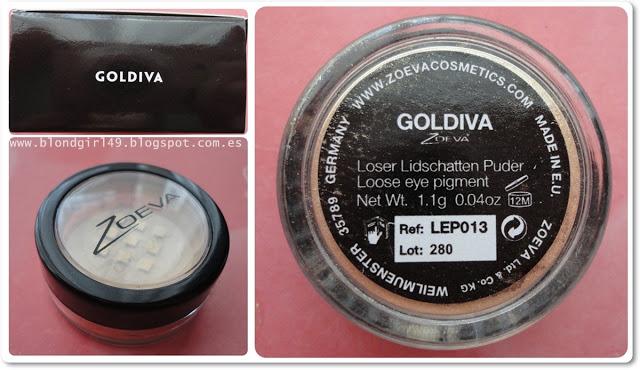 GOLDIVA
www.blondgirl49.blogspot.com.es
ZOEVA
WWW.ZOEVACOSMETICS.COM
MADE IN E.U.
ZOEVA Ltd. & Co. KG
WEILMUENSTER 35789 GERMANY
GOLDIVA
ZOEVA
Loser Lidschatten Puder
Loose eye pigment
Net Wt. 1.1g 0.04oz
12M
Ref: LEP013
Lot: 280